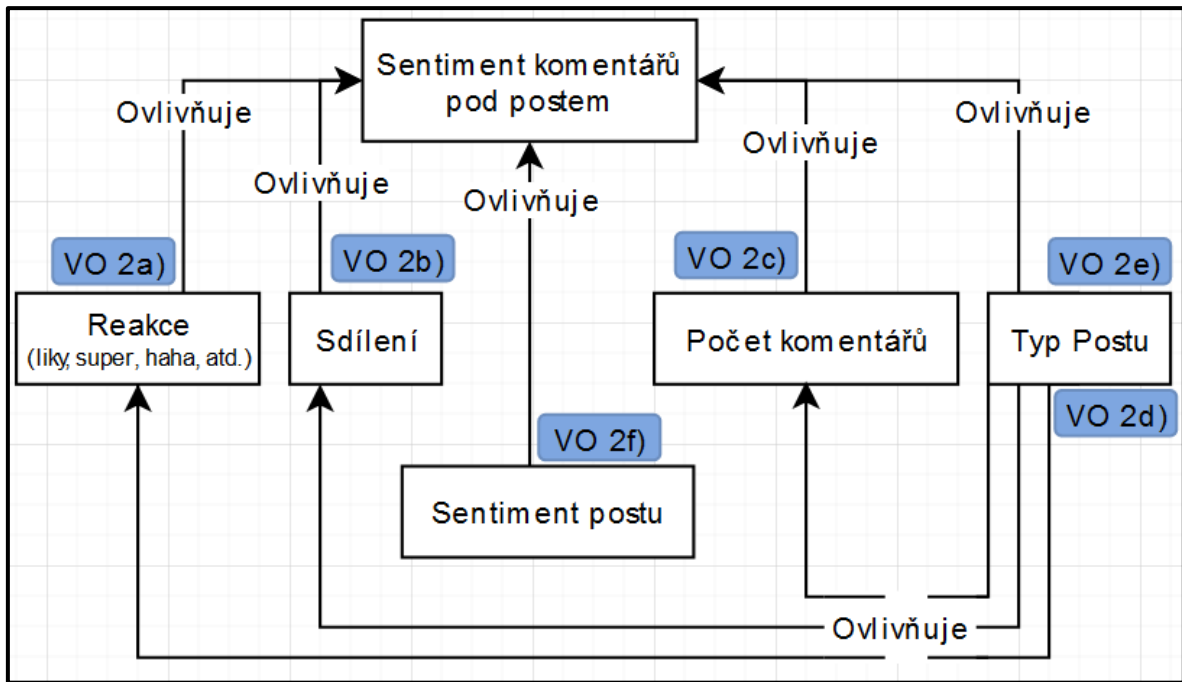 Sentiment komentářů
pod postem
Ovlivňuje
Ovlivňuje
Ovlivňuje
Ovlivňuje
Ovlivňuje
VO 2a)
VO 2b)
VO 2c)
VO 2e)
Reakce
(liky, super, haha, atd.)
Sdílení
Počet komentářů
Typ Postu
VO 2d)
VO 2f)
Sentiment postu
Ovlivňuje